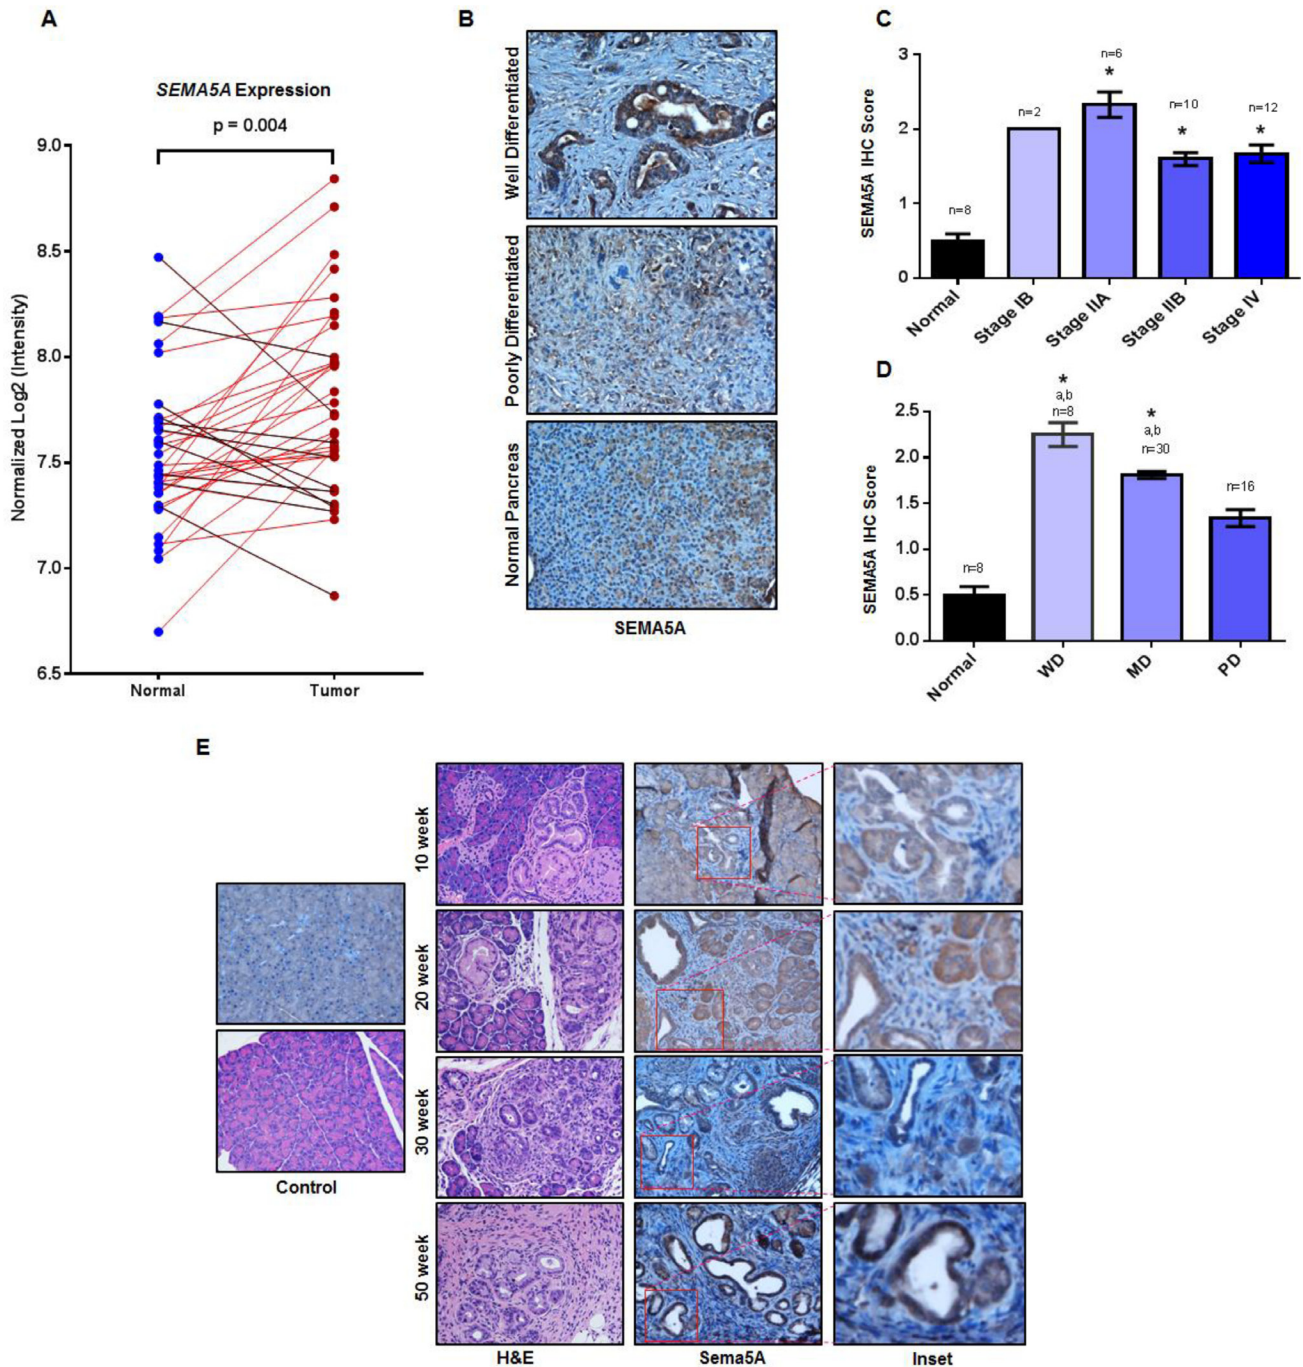 A
SEMA5A Expression
p = 0.004
Normalized Log2 (Intensity)
9.0
8.5
8.0
7.5
7.0
6.5
Normal
Tumor
B
Well Differentiated
Poorly Differentiated
Normal Pancreas
SEMA5A
C
SEMA5A IHC Score
3
2
1
0
n=8
n=2
n=6
*
n=10
*
n=12
*
Normal
Stage IB
Stage IIA
Stage IIB
Stage IV
D
SEMA5A IHC Score
2.5
2.0
1.5
1.0
0.5
0.0
n=8
*
a,b
n=8
*
a,b
n=30
n=16
Normal
WD
MD
PD
E
Control
10 week
20 week
30 week
50 week
H&E
Sema5A
Inset